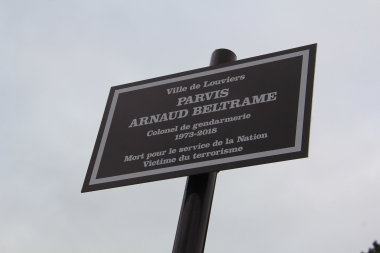 Ville de Louviers
PARVIS
ARNAUD BELTRAME
Colonel de gendarmerie
1973-2018
Mort pour le service de la Nation
Victime du terrorisme